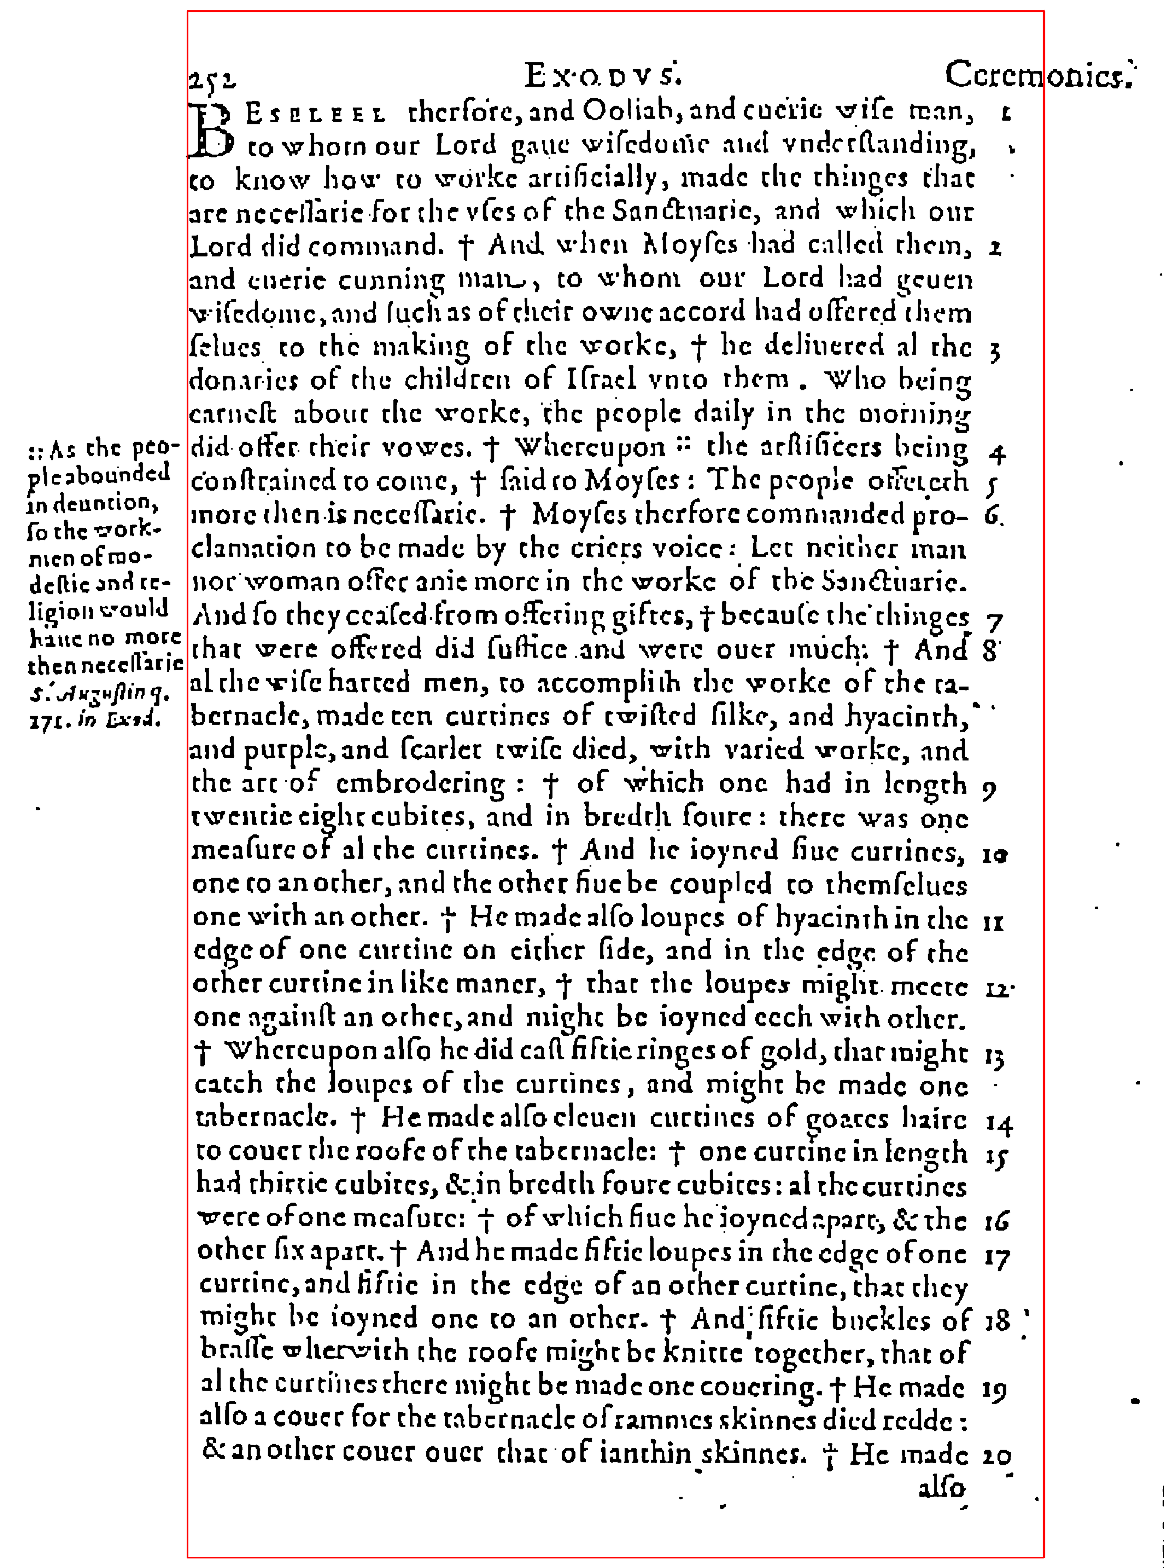 252 EXODVS. Ceremonies.
BESELEEL therfore, and Ooliab, and euerie wiſe man, 1
to whom our Lord gaue wiſedome and vnderſtanding,
to know how to worke artificially, made the thinges that
are neceſſarie for the vſes of the Sanctuarie, and which our
Lord did command. † And when Moyſes had called them, 2
and euerie cunning man, to whom our Lord had geuen
wiſedome, and ſuch as of their owne accord had offered them
ſelues to the making of the worke, † he deliuered al the 3
donaries of the children of Iſrael vnto them. Who being
earneſt about the worke, the people daily in the morning
did offer their vowes. † Whereupon :: the artificers being 4
conſtrained to come, † ſaid to Moyſes: The people offereth 5
more then is neceſſarie. † Moyſes therfore commanded pro- 6.
clamation to be made by the criers voice: Let neither man
nor woman offer anie more in the worke of the Sanctuarie.
And ſo they ceaſed from offering giftes, † becauſe the thinges 7
that were offered did ſuffice and were ouer much: † And 8
al the wiſe harted men, to accompliſh the worke of the ta-
bernacle, made ten curtines of twiſted ſilke, and hyacinth,
and purple, and ſcarlet twiſe died, with varied worke, and
the art of embrodering: † of which one had in length 9
twentie eight cubites, and in bredth foure: there was one
meaſure of al the curtines. † And he ioyned fiue curtines, 10
one to an other, and the other fiue be coupled to themſelues
one with an other. † He made alſo loupes of hyacinth in the 11
edge of one curtine on either ſide, and in the edge of the
other curtine in like maner, † that the loupes might meete 12
one againſt an other, and might be ioyned eech with other.
† Whereupon alſo he did caſt fiftie ringes of gold, that might 13
catch the loupes of the curtines, and might be made one
tabernacle. † He made alſo eleuen curtines of goates haire 14
to couer the roofe of the tabernacle: † one curtine in length 15
had thirtie cubites, & in bredth foure cubites: al the curtines
were of one meaſure: † of which fiue he ioyned apart, & the 16
other ſix apart. † And he made fiftie loupes in the edge of one 17
curtine, and fiftie in the edge of an other curtine, that they
might be ioyned one to an other. † And fiftie buckles of 18
braſſe wherwith the roofe might be knitte together, that of
al the curtines there might be made one couering. † He made 19
alſo a couer for the tabernacle of rammes skinnes died redde:
& an other couer ouer that of ianthin skinnes. † He made 20
alſo
:: As the peo-
ple abounded
in deuotion,
ſo the work-
men of mo-
deſtie and re-
ligion would
haue no more
then neceſſarie
S. Auguſtin q.
171. in Exod.